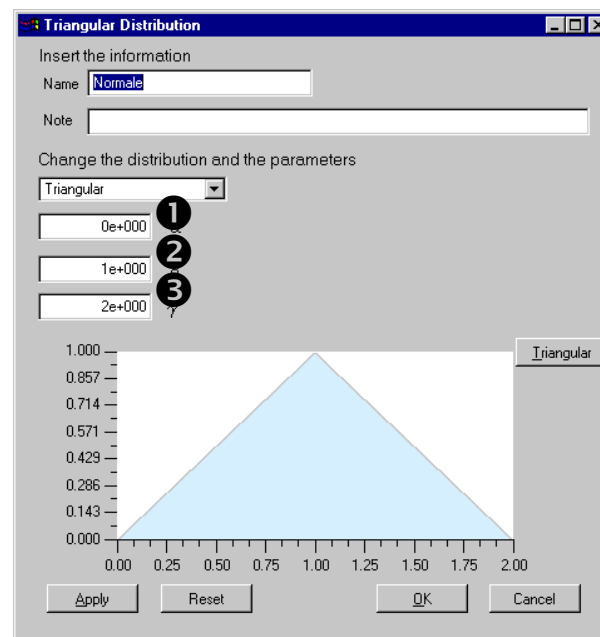 Triangular Distribution
Insert the information
Name Normale
Note
Change the distribution and the parameters
Triangular
0e+000 ❶
1e+000 ❷
2e+000 ❸
γ
1.000
Triangular
0.857
0.714
0.571
0.429
0.286
0.143
0.000
0.00 0.25 0.50 0.75 1.00 1.25 1.50 1.75 2.00
Apply Reset OK Cancel